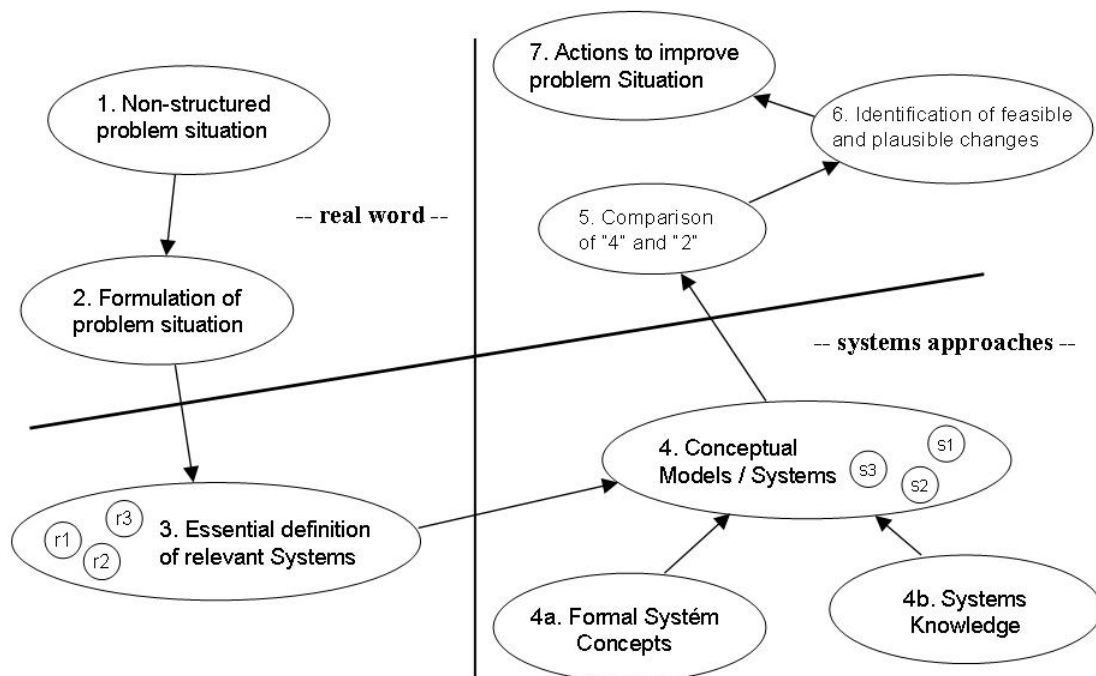 1. Non-structured
problem situation
-- real word --
2. Formulation of
problem situation
r1
r2
r3
3. Essential definition
of relevant Systems
7. Actions to improve
problem Situation
6. Identification of feasible
and plausible changes
5. Comparison
of "4" and "2"
-- systems approaches --
4. Conceptual
Models / Systems
s1
s2
s3
4a. Formal Systém
Concepts
4b. Systems
Knowledge